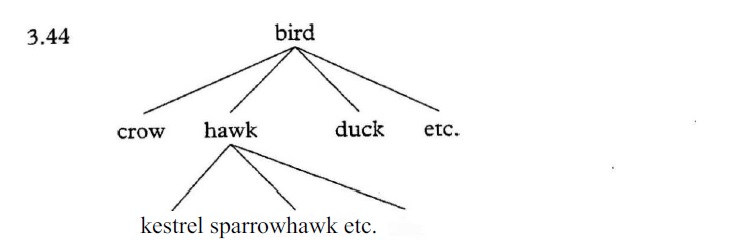 3.44
bird
crow hawk duck etc.
kestrel sparrowhawk etc.